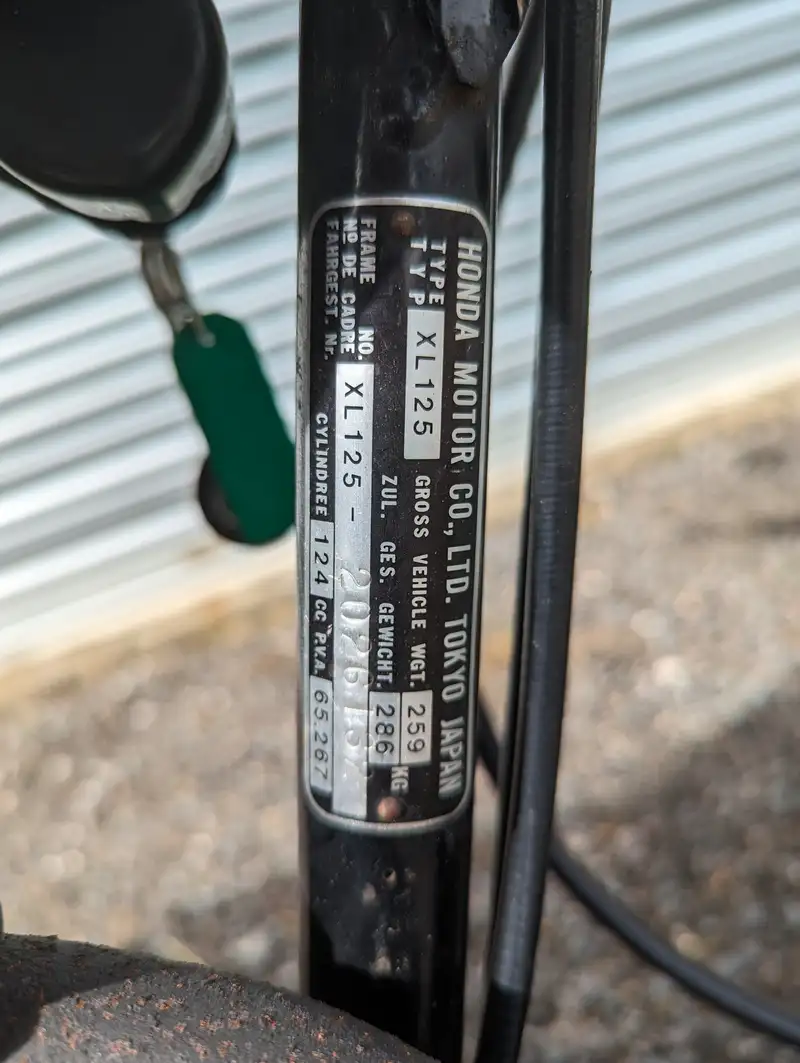 HONDA MOTOR CO., LTD. TOKYO JAPAN
TYPE
TYP XL125
GROSS VEHICLE WGT. 259
ZUL. GES. GEWICHT. 286 KG
FRAME NO.
Nº DE CADRE XL125-
FAHRGEST. Nr.
CYLINDREE 124 CC P.V.A. 65.267